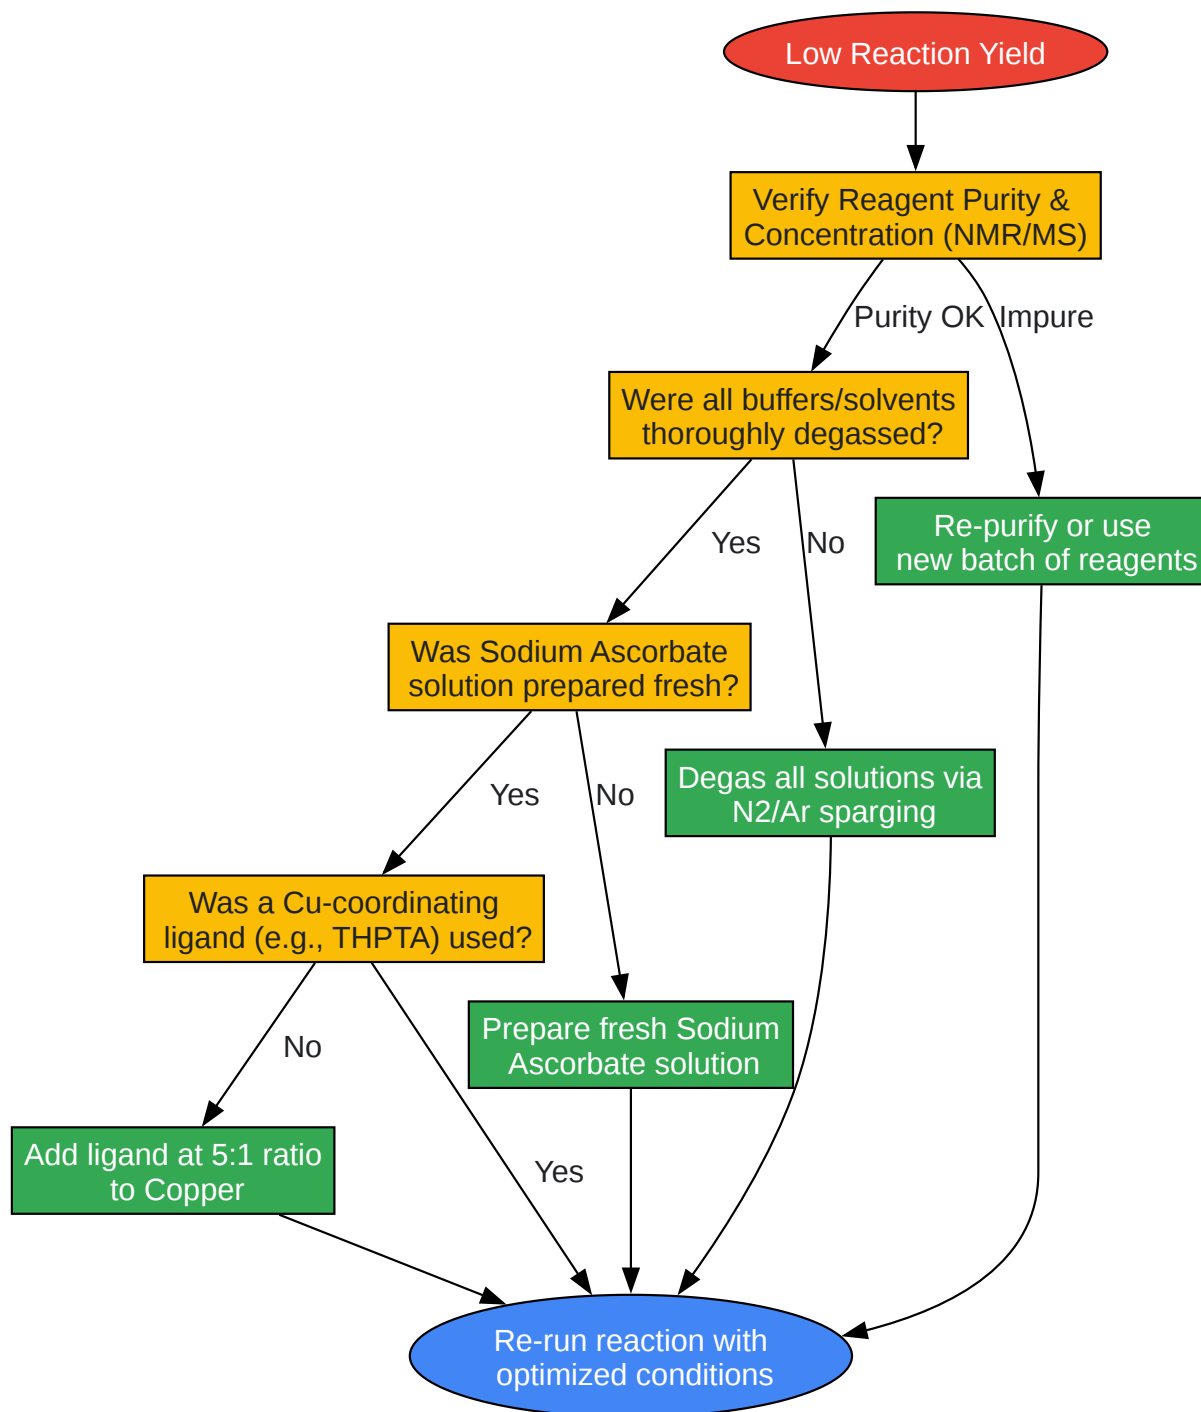 Low Reaction Yield
Verify Reagent Purity &
Concentration (NMR/MS)
Purity OK
Impure
Were all buffers/solvents
thoroughly degassed?
Yes
No
Re-purify or use
new batch of reagents
Was Sodium Ascorbate
solution prepared fresh?
Degas all solutions via
N2/Ar sparging
Yes
No
Was a Cu-coordinating
ligand (e.g., THPTA) used?
Prepare fresh Sodium
Ascorbate solution
No
Add ligand at 5:1 ratio
to Copper
Yes
Re-run reaction with
optimized conditions